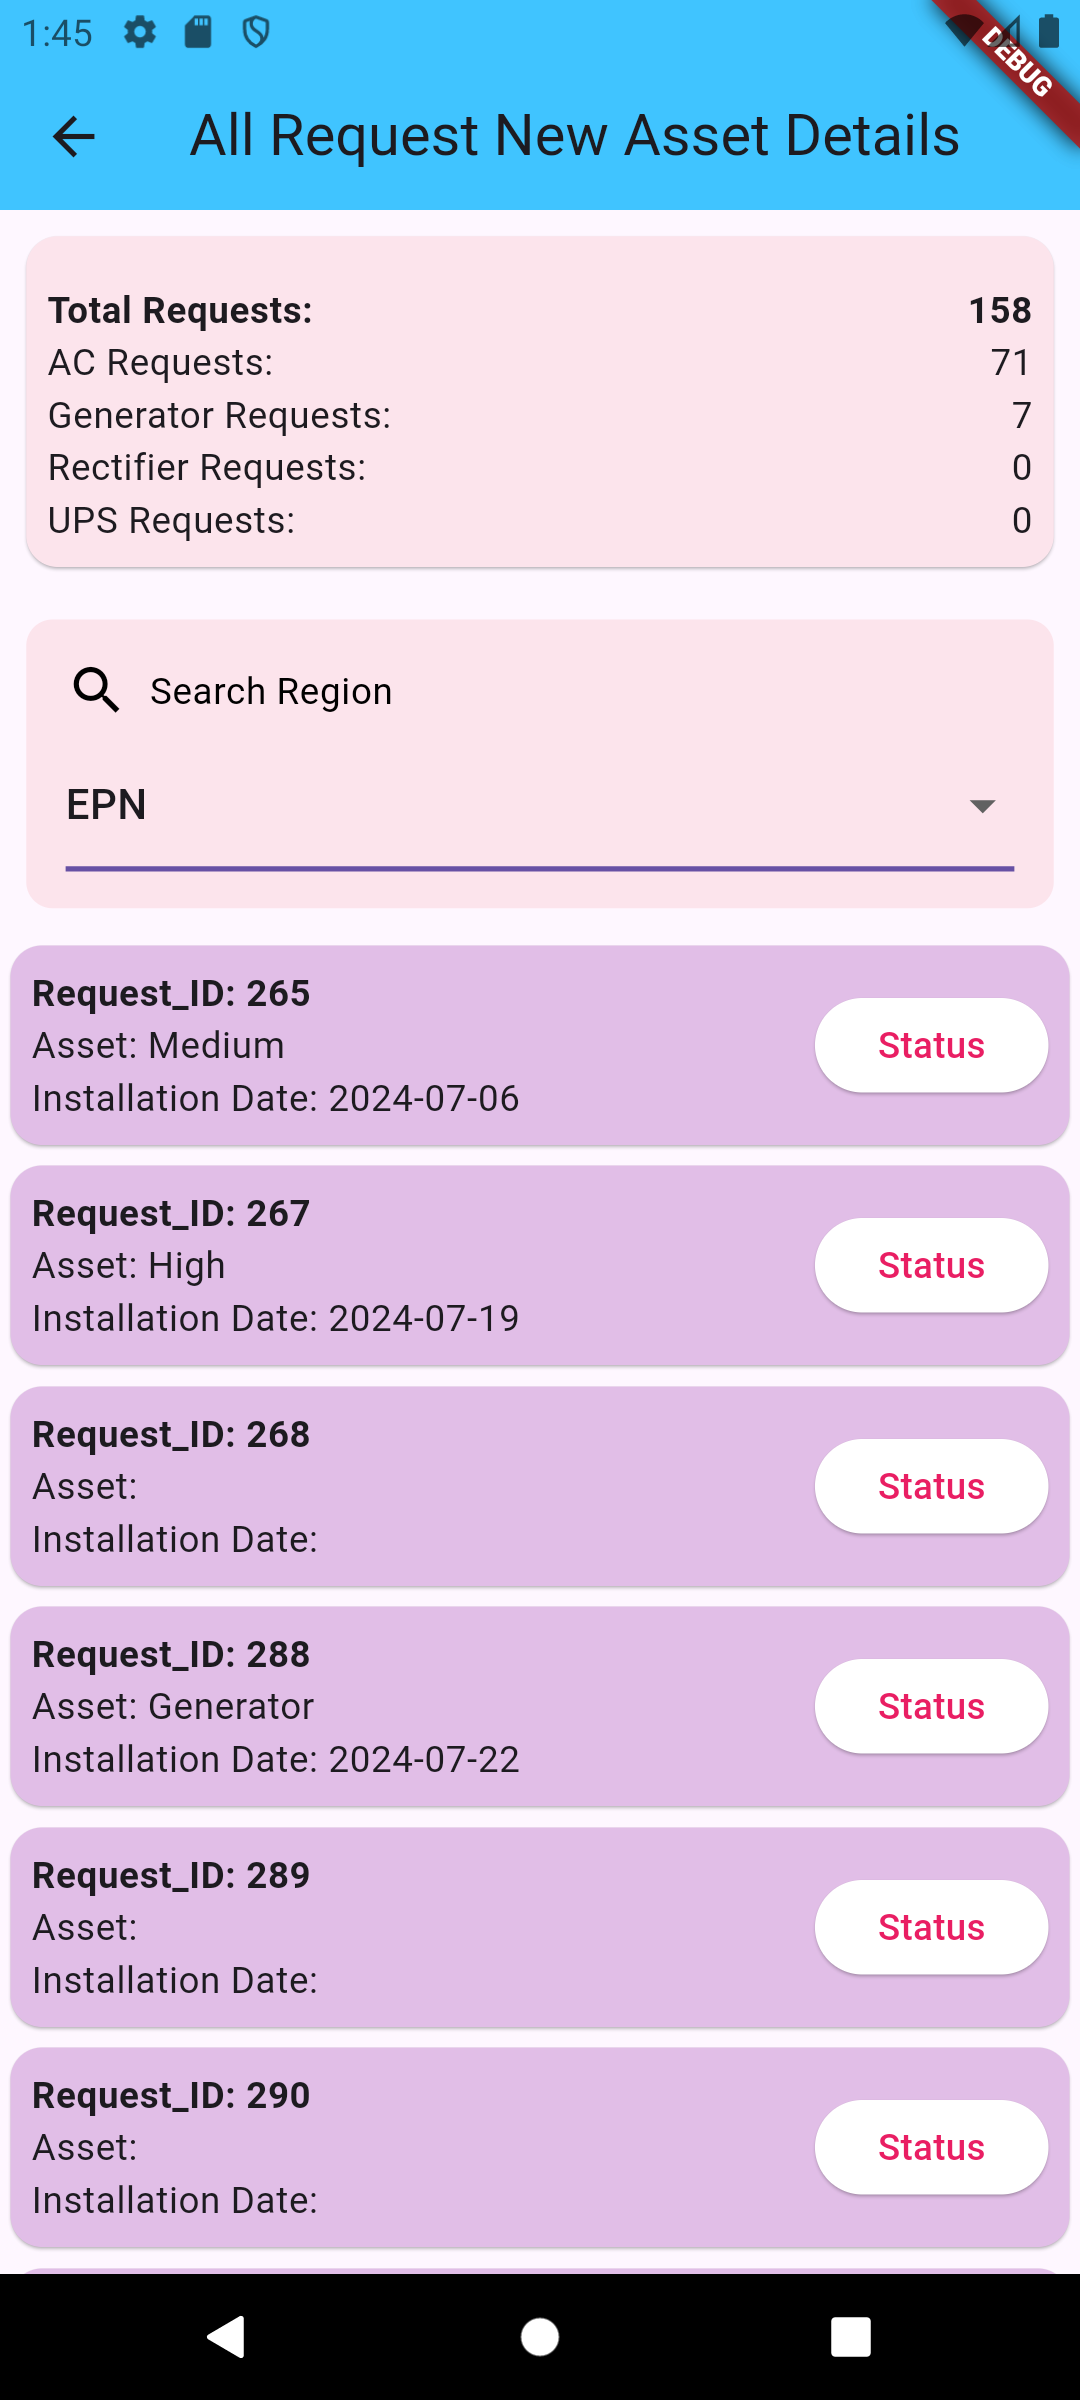 1:45
DEBUG
All Request New Asset Details
Total Requests: 158
AC Requests: 71
Generator Requests: 7
Rectifier Requests: 0
UPS Requests: 0
Search Region
EPN
Request_ID: 265
Asset: Medium
Installation Date: 2024-07-06
Status
Request_ID: 267
Asset: High
Installation Date: 2024-07-19
Status
Request_ID: 268
Asset:
Installation Date:
Status
Request_ID: 288
Asset: Generator
Installation Date: 2024-07-22
Status
Request_ID: 289
Asset:
Installation Date:
Status
Request_ID: 290
Asset:
Installation Date:
Status